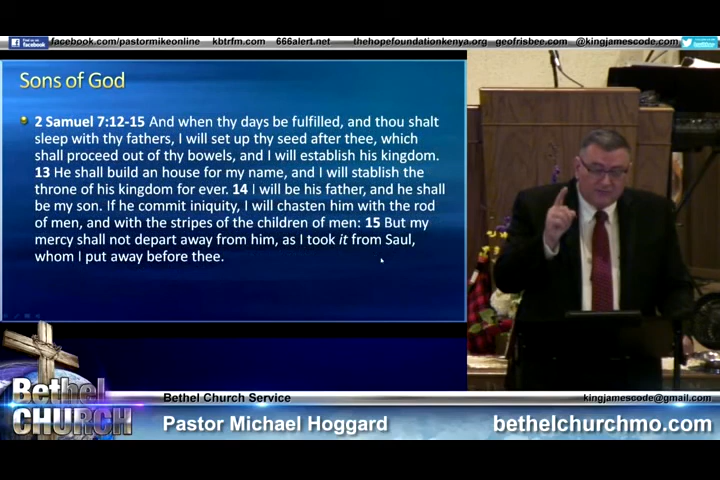 Find us on facebook
facebook.com/pastormikeonline kbtrfm.com 666alert.net thehopefoundationkenya.org geofrisbee.com @kingjamescode.com twitter
Sons of God
2 Samuel 7:12-15 And when thy days be fulfilled, and thou shalt
sleep with thy fathers, I will set up thy seed after thee, which
shall proceed out of thy bowels, and I will establish his kingdom.
13 He shall build an house for my name, and I will stablish the
throne of his kingdom for ever. 14 I will be his father, and he shall
be my son. If he commit iniquity, I will chasten him with the rod
of men, and with the stripes of the children of men: 15 But my
mercy shall not depart away from him, as I took it from Saul,
whom I put away before thee.
Bethel
CHURCH
Bethel Church Service
kingjamescode@gmail.com
Pastor Michael Hoggard
bethelchurchmo.com